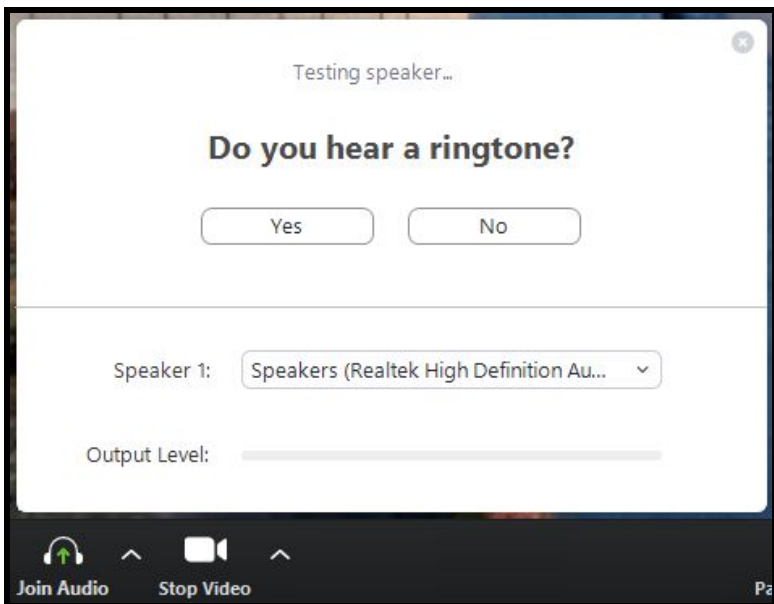 Testing speaker...
Do you hear a ringtone?
Yes No
Speaker 1: Speakers (Realtek High Definition Au...
Output Level:
Join Audio Stop Video Pa